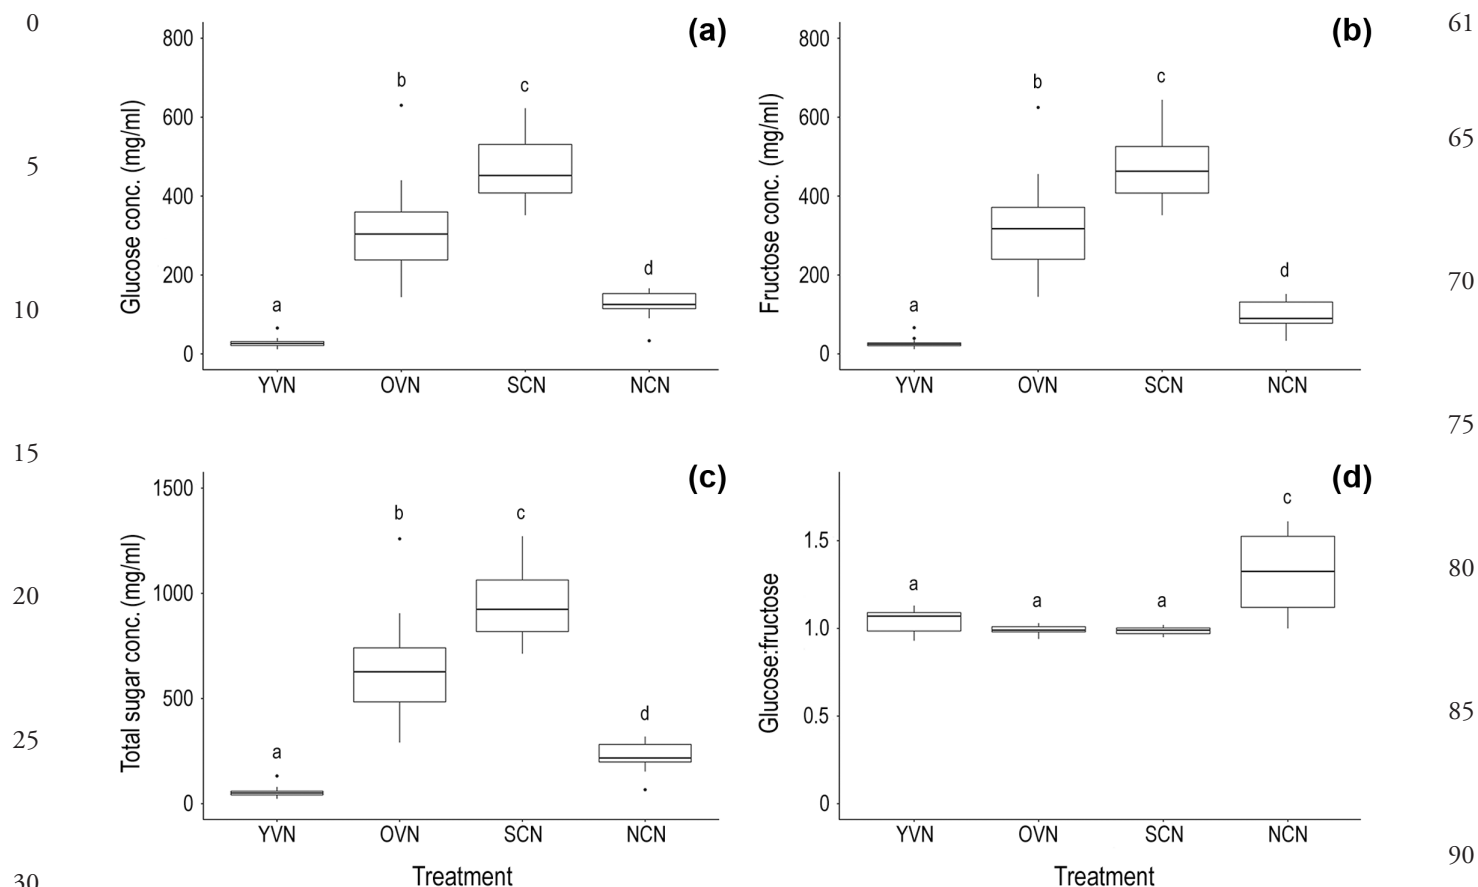 0
5
10
15
20
25
30
(a)
Glucose conc. (mg/ml)
800
600
400
200
0
a
b
c
d
YVN OVN SCN NCN
(b)
Fructose conc. (mg/ml)
800
600
400
200
0
a
b
c
d
YVN OVN SCN NCN
(c)
Total sugar conc. (mg/ml)
1500
1000
500
0
a
b
c
d
YVN OVN SCN NCN
Treatment
(d)
Glucose:fructose
1.5
1.0
0.5
0
a
a
a
c
YVN OVN SCN NCN
Treatment
61
65
70
75
80
85
90